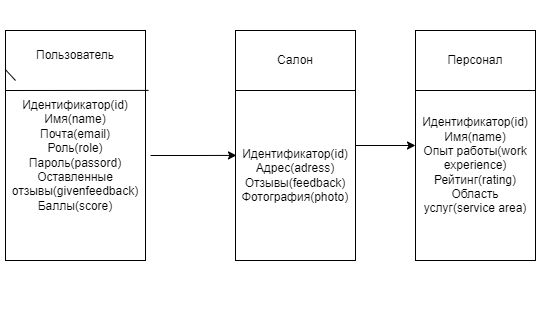 Пользователь
Идентификатор(id)
Имя(name)
Почта(email)
Роль(role)
Пароль(passord)
Оставленные
отзывы(givenfeedback)
Баллы(score)
Салон
Идентификатор(id)
Адрес(adress)
Отзывы(feedback)
Фотография(photo)
Персонал
Идентификатор(id)
Имя(name)
Опыт работы(work
experience)
Рейтинг(rating)
Область
услуг(service area)